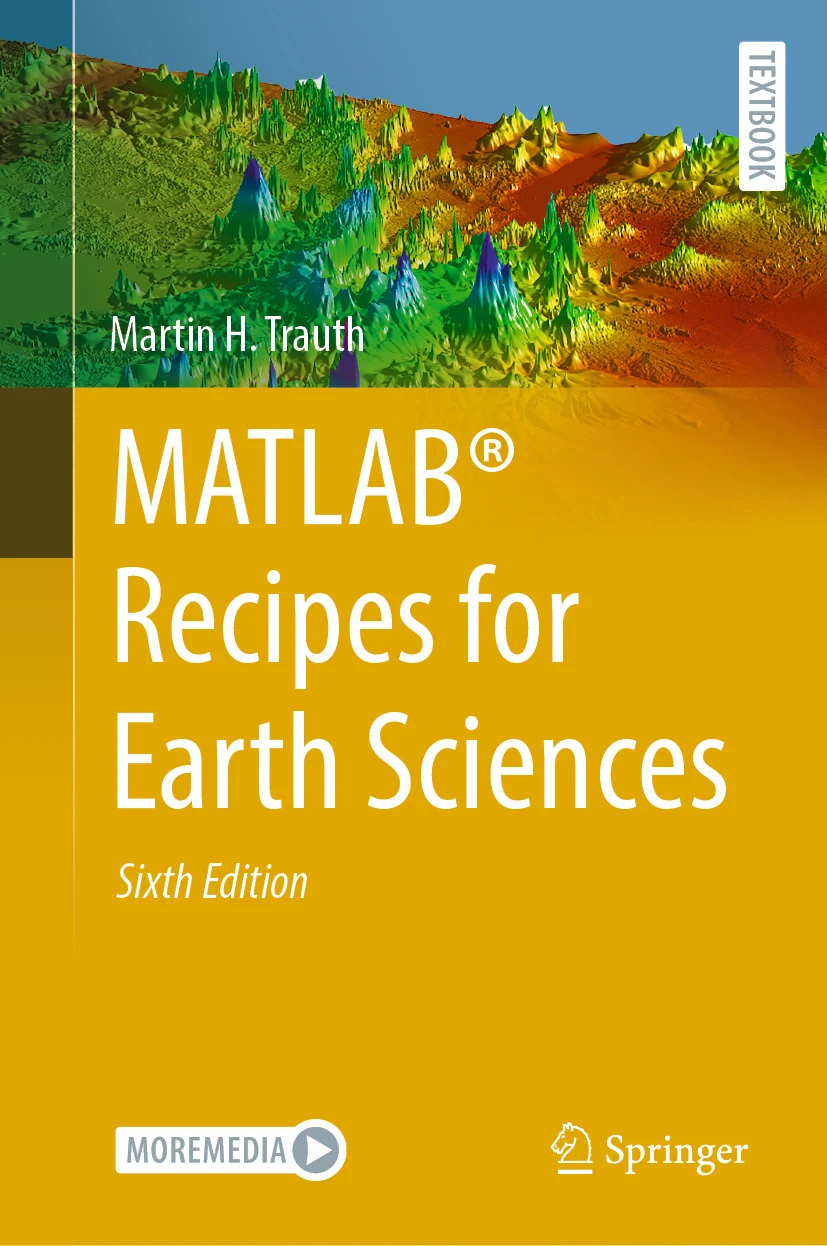 TEXTBOOK
Martin H. Trauth
MATLAB®
Recipes for
Earth Sciences
Sixth Edition
MOREMEDIA
Springer